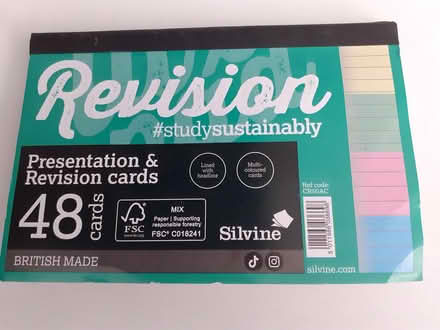 Revision
#studysustainably
Presentation &
Revision cards
48
cards
Lined
with
headline
Multi-
coloured
cards
FSC
MIX
Paper | Supporting
responsible forestry
FSC® C018241
Silvine
BRITISH MADE
Ref code:
CR50AC
silvine.com